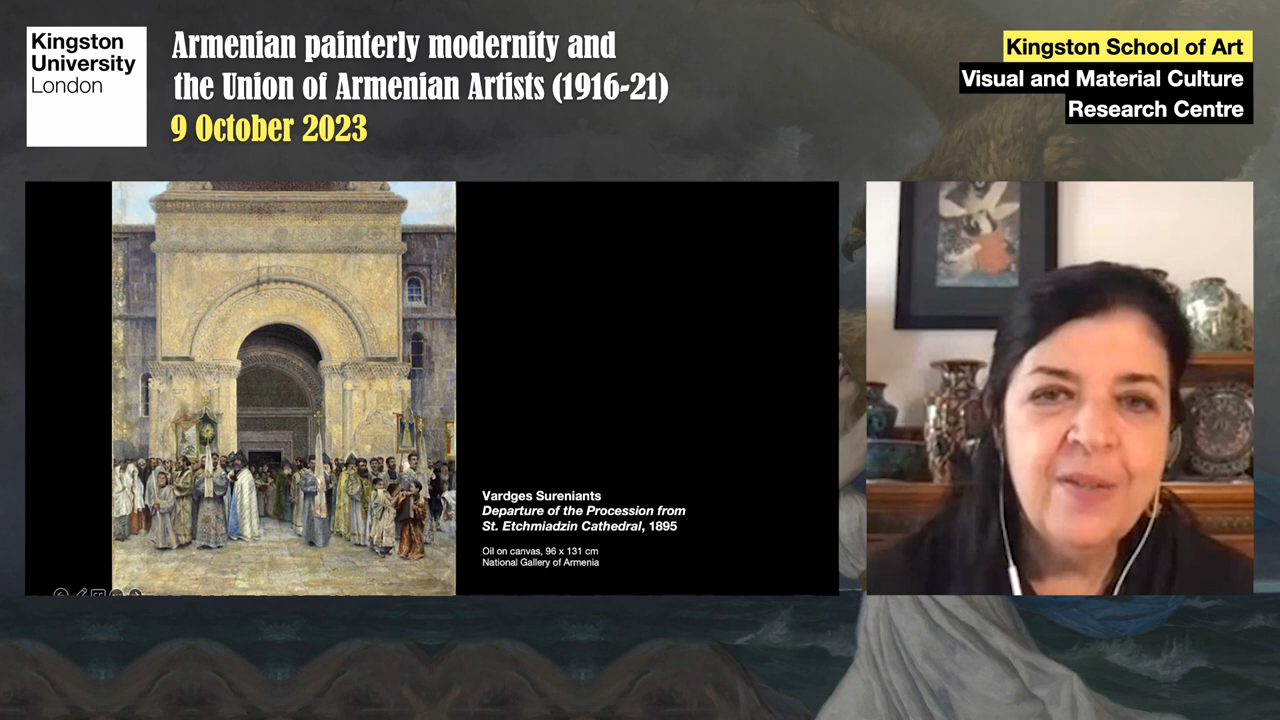 Kingston
University
London
Armenian painterly modernity and
the Union of Armenian Artists (1916-21)
9 October 2023
Kingston School of Art
Visual and Material Culture
Research Centre
Vardges Sureniants
Departure of the Procession from
St. Etchmiadzin Cathedral, 1895
Oil on canvas, 96 x 131 cm
National Gallery of Armenia